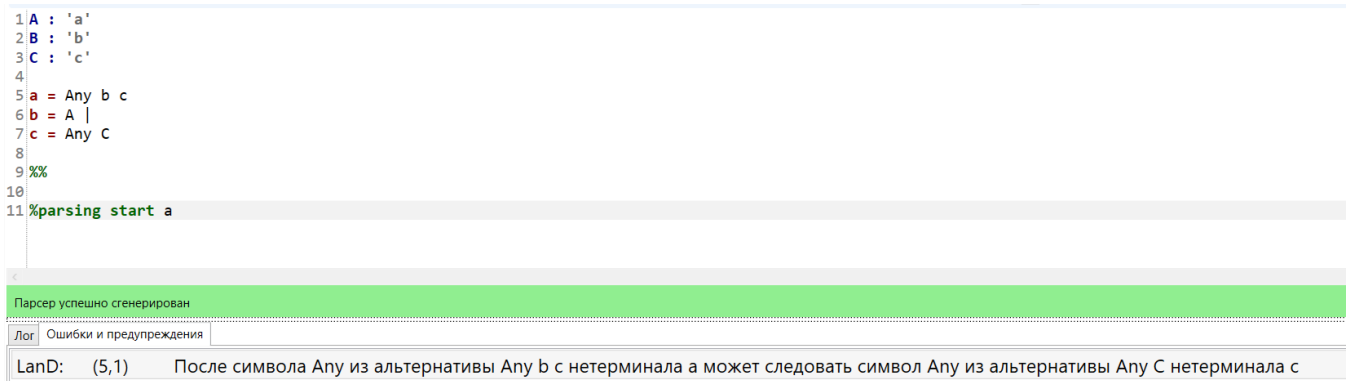 1 A : 'a'
2 B : 'b'
3 C : 'c'
4
5 a = Any b c
6 b = A |
7 c = Any C
8
9 %%
10
11 %parsing start a
Парсер успешно сгенерирован
Лог Ошибки и предупреждения
LanD: (5,1) После символа Any из альтернативы Any b c нетерминала a может следовать символ Any из альтернативы Any C нетерминала c